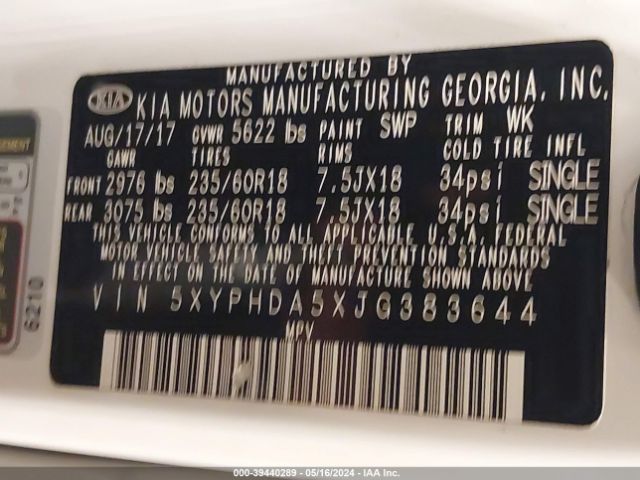 MANUFACTURED BY
KIA KIA MOTORS MANUFACTURING GEORGIA, INC.
AUG/17/17 GVWR 5622 lbs PAINT SWP TRIM WK
GAWR TIRES RIMS COLD TIRE INFL
FRONT 2976 lbs 235/60R18 7.5JX18 34psi SINGLE
REAR 3075 lbs 235/60R18 7.5JX18 34psi SINGLE
THIS VEHICLE CONFORMS TO ALL APPLICABLE U.S.A. FEDERAL
MOTOR VEHICLE SAFETY AND THEFT PREVENTION STANDARDS
IN EFFECT ON THE DATE OF MANUFACTURE SHOWN ABOVE
VIN 5XYPHDA5XJG383644
MPV
6210
000-39440289 - 05/16/2024 - IAA Inc.